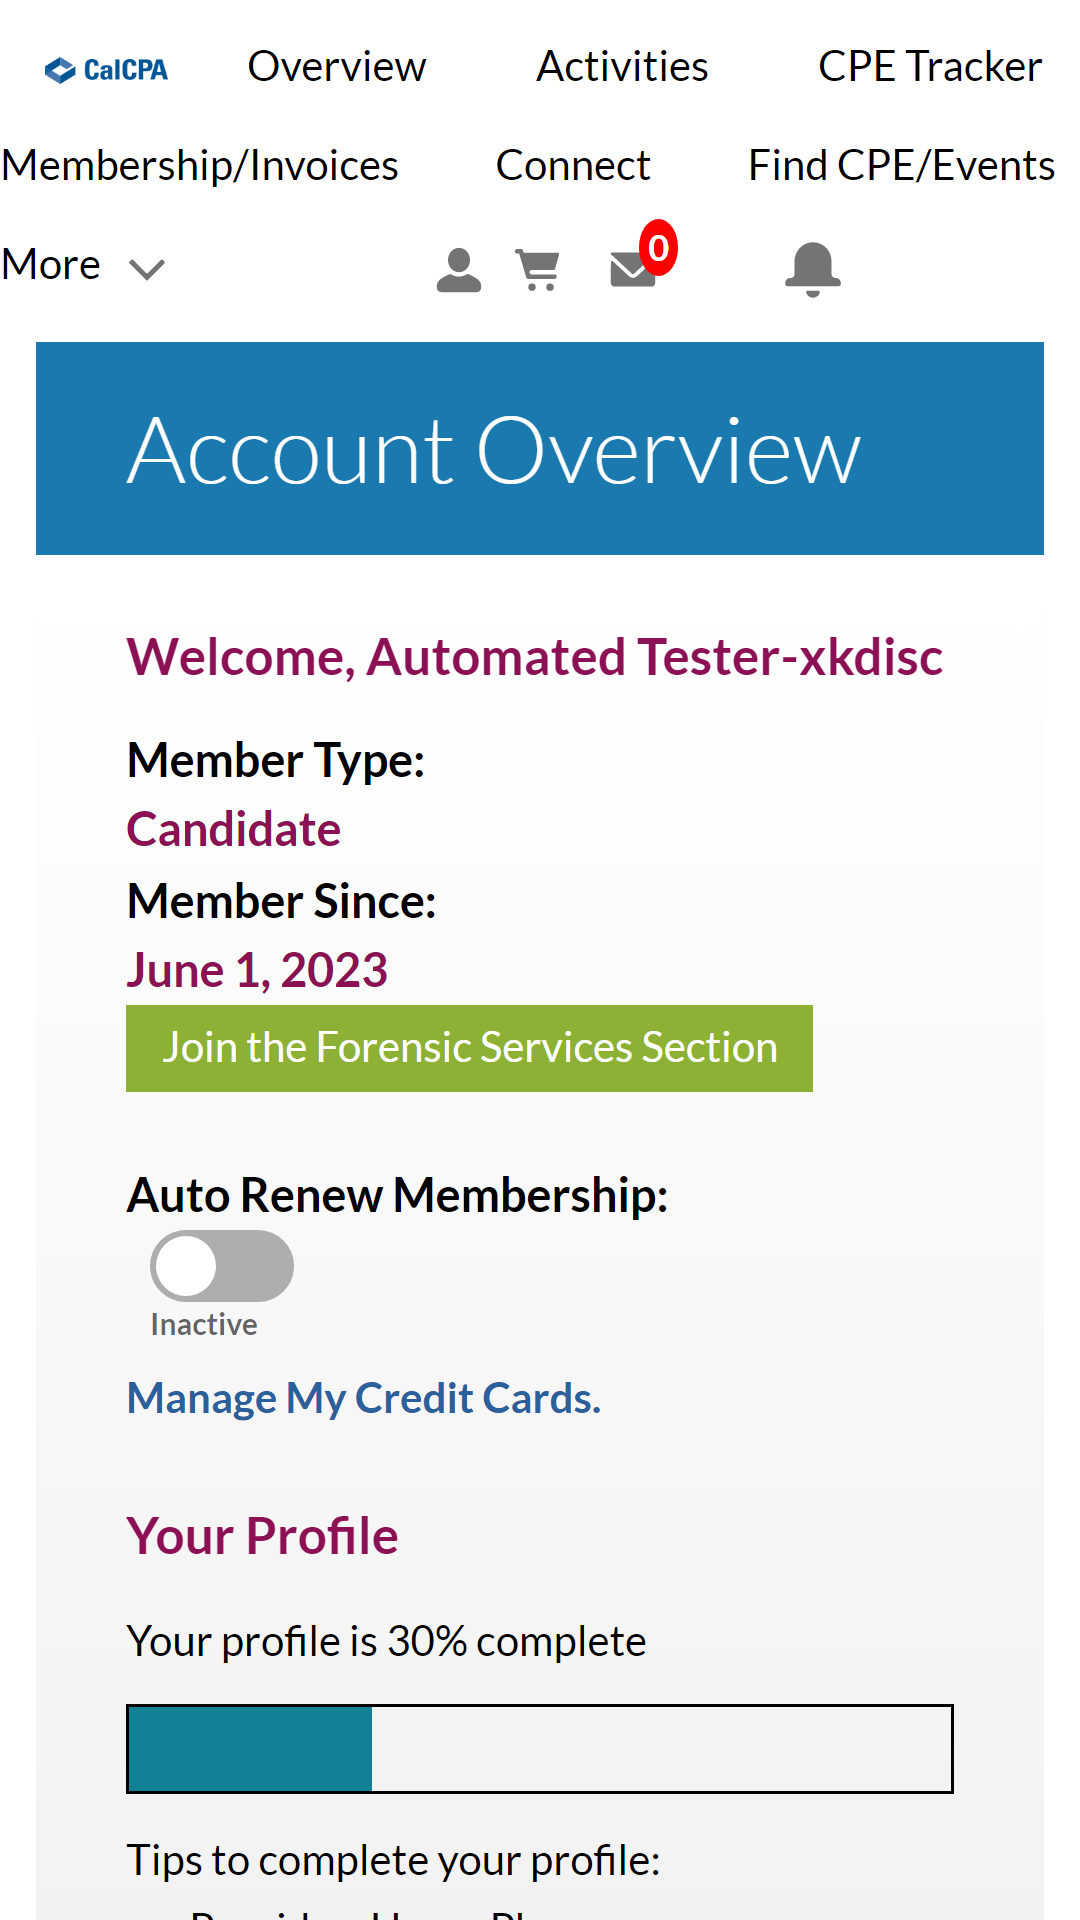 CalCPA Overview Activities CPE Tracker
Membership/Invoices Connect Find CPE/Events
More 0
Account Overview
Welcome, Automated Tester-xkdisc
Member Type:
Candidate
Member Since:
June 1, 2023
Join the Forensic Services Section
Auto Renew Membership:
Inactive
Manage My Credit Cards.
Your Profile
Your profile is 30% complete
Tips to complete your profile: